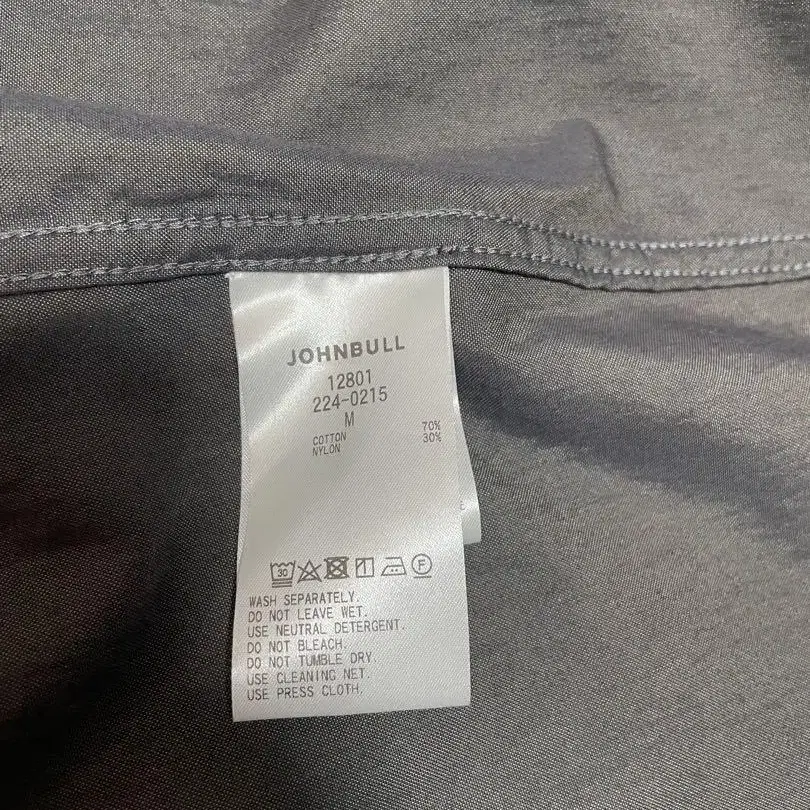 JOHNBULL
12801
224-0215
M
COTTON 70%
NYLON 30%
30 F
WASH SEPARATELY.
DO NOT LEAVE WET.
USE NEUTRAL DETERGENT.
DO NOT BLEACH.
DO NOT TUMBLE DRY.
USE CLEANING NET.
USE PRESS CLOTH.